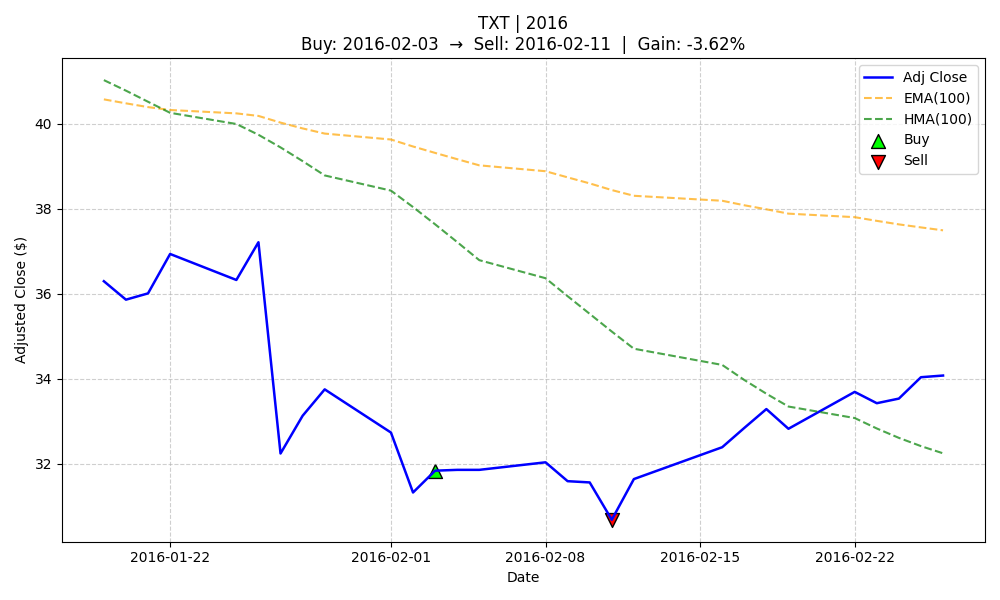 TXT | 2016
Buy: 2016-02-03  →  Sell: 2016-02-11  |  Gain: -3.62%
Adj Close
EMA(100)
HMA(100)
Buy
Sell
Adjusted Close ($)
40
38
36
34
32
2016-01-22
2016-02-01
2016-02-08
2016-02-15
2016-02-22
Date